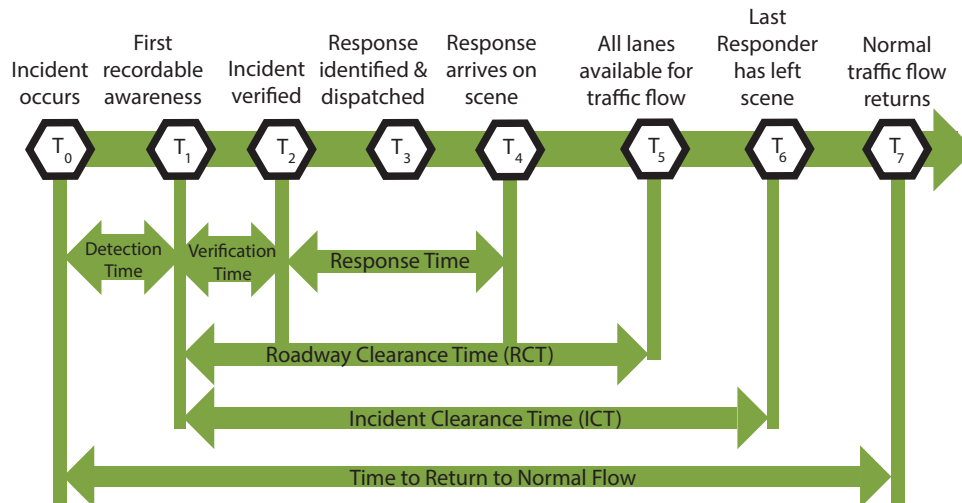 Incident
occurs
First
recordable
awareness
Incident
verified
Response
identified &
dispatched
Response
arrives on
scene
All lanes
available for
traffic flow
Last
Responder
has left
scene
Normal
traffic flow
returns
T0
T1
T2
T3
T4
T5
T6
T7
Detection
Time
Verification
Time
Response Time
Roadway Clearance Time (RCT)
Incident Clearance Time (ICT)
Time to Return to Normal Flow